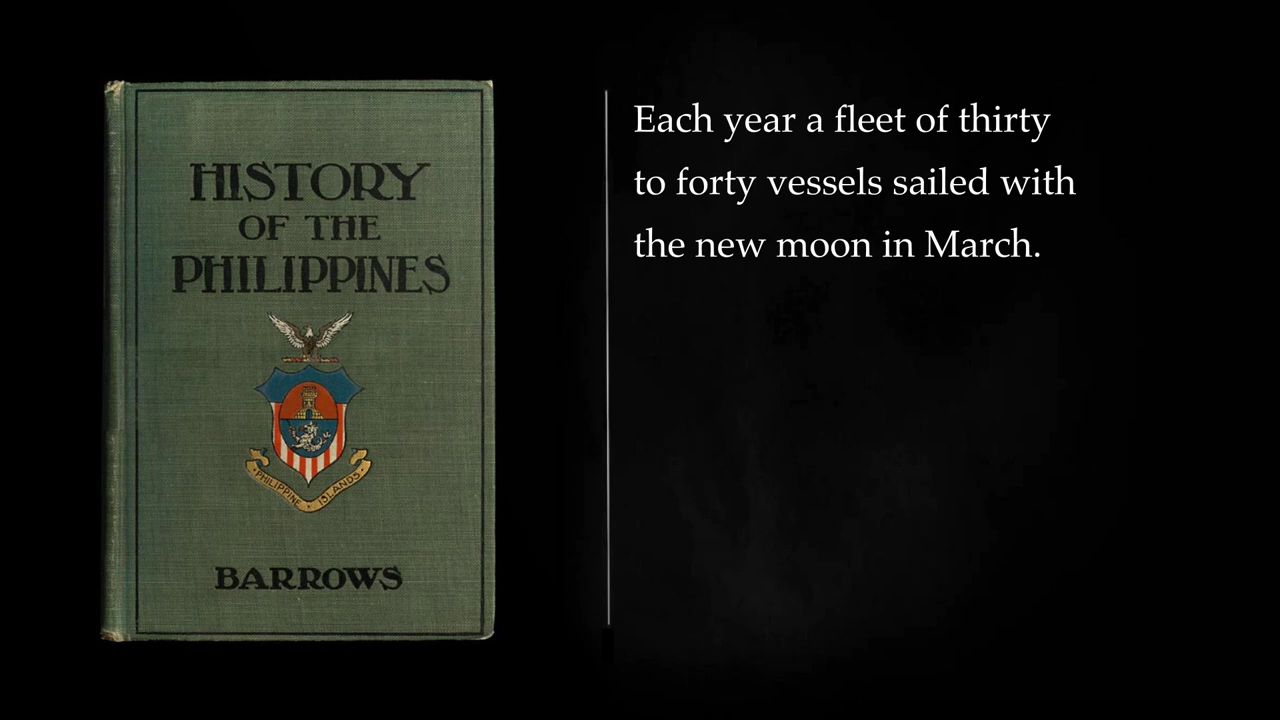 HISTORY
OF THE
PHILIPPINES
PHILIPPINE ISLANDS
BARROWS
Each year a fleet of thirty
to forty vessels sailed with
the new moon in March.